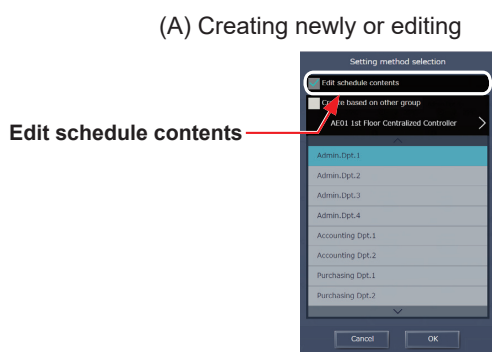 (A) Creating newly or editing
Setting method selection
Edit schedule contents
Create based on other group
Edit schedule contents
AE01 1st Floor Centralized Controller
Admin.Dpt.1
Admin.Dpt.2
Admin.Dpt.3
Admin.Dpt.4
Accounting Dpt.1
Accounting Dpt.2
Purchasing Dpt.1
Purchasing Dpt.2
Cancel OK